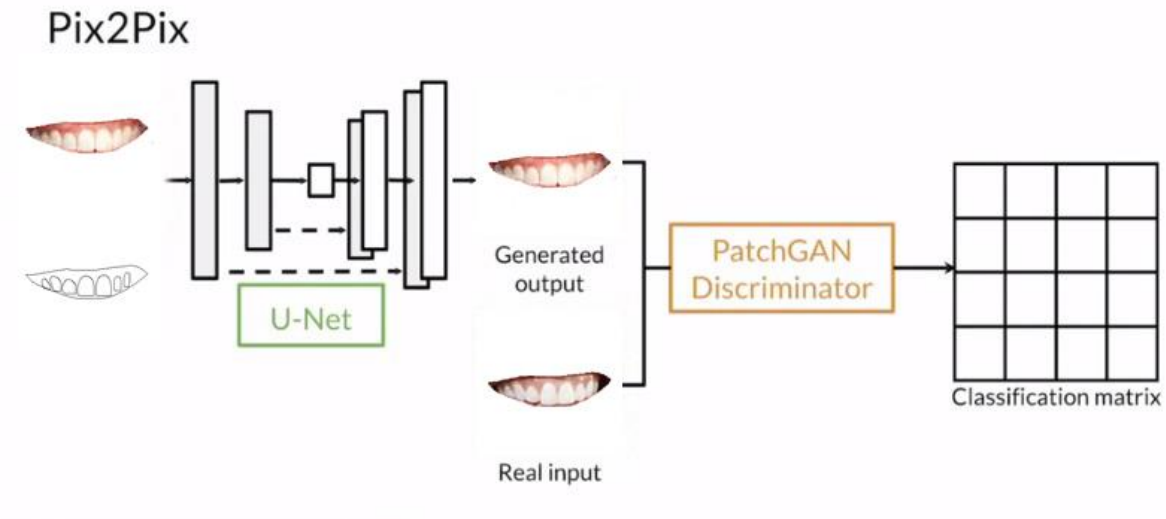 Pix2Pix
Generated
output
U-Net
PatchGAN
Discriminator
Classification matrix
Real input